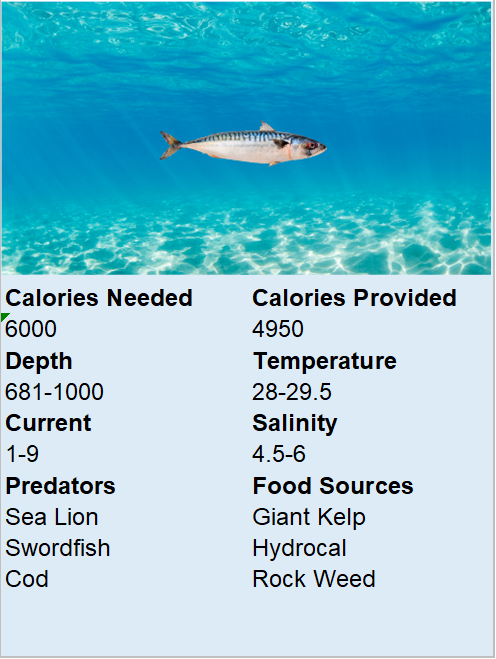 Calories Needed Calories Provided
6000 4950
Depth Temperature
681-1000 28-29.5
Current Salinity
1-9 4.5-6
Predators Food Sources
Sea Lion Giant Kelp
Swordfish Hydrocal
Cod Rock Weed